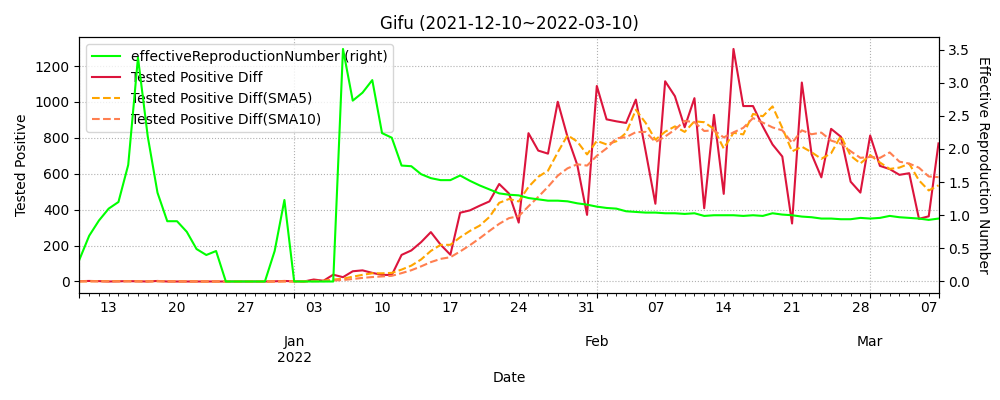 Gifu (2021-12-10~2022-03-10)
effectiveReproductionNumber (right)
Tested Positive Diff
Tested Positive Diff(SMA5)
Tested Positive Diff(SMA10)
Tested Positive
1200
1000
800
600
400
200
0
3.5
3.0
2.5
2.0
1.5
1.0
0.5
0.0
Effective Reproduction Number
13 20 27 03 10 17 24 31 07 14 21 28 07
Jan Feb Mar
2022
Date